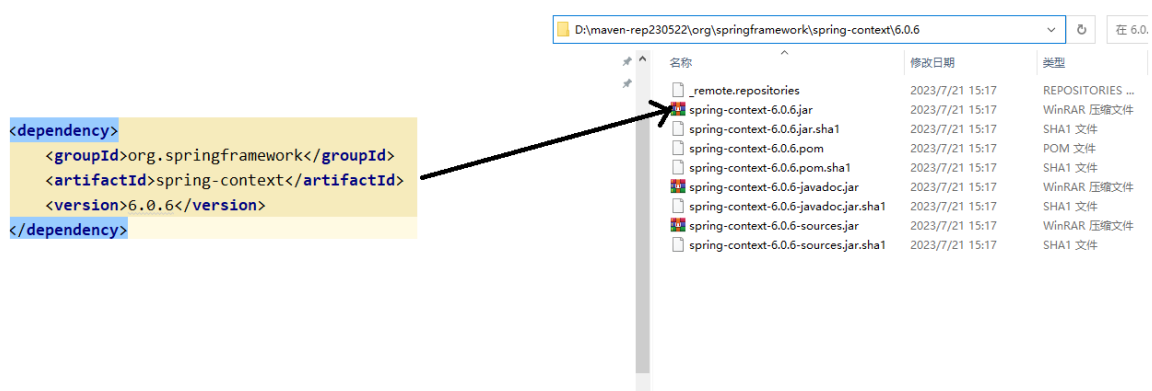 <dependency>
<groupId>org.springframework</groupId>
<artifactId>spring-context</artifactId>
<version>6.0.6</version>
</dependency>
D:\maven-rep230522\org\springframework\spring-context\6.0.6
在 6.0.
名称 修改日期 类型
_remote.repositories 2023/7/21 15:17 REPOSITORIES ...
spring-context-6.0.6.jar 2023/7/21 15:17 WinRAR 压缩文件
spring-context-6.0.6.jar.sha1 2023/7/21 15:17 SHA1 文件
spring-context-6.0.6.pom 2023/7/21 15:17 POM 文件
spring-context-6.0.6.pom.sha1 2023/7/21 15:17 SHA1 文件
spring-context-6.0.6-javadoc.jar 2023/7/21 15:17 WinRAR 压缩文件
spring-context-6.0.6-javadoc.jar.sha1 2023/7/21 15:17 SHA1 文件
spring-context-6.0.6-sources.jar 2023/7/21 15:17 WinRAR 压缩文件
spring-context-6.0.6-sources.jar.sha1 2023/7/21 15:17 SHA1 文件